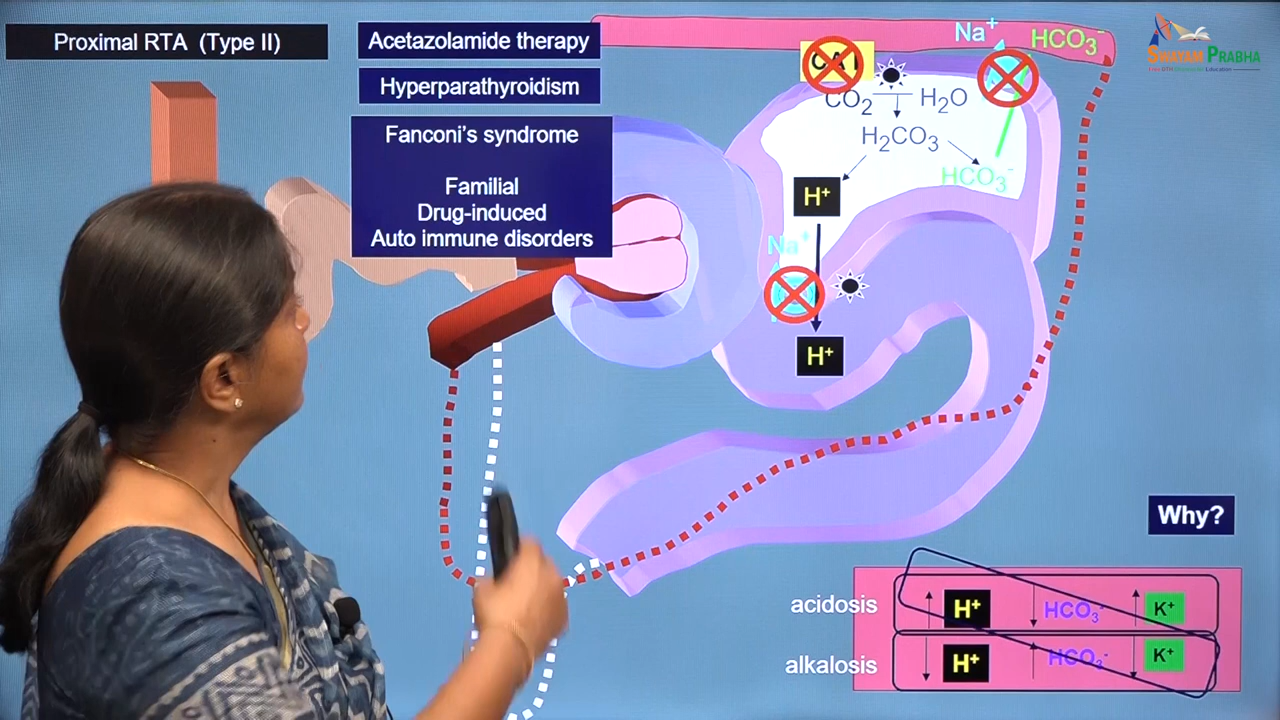 Proximal RTA (Type II)
Acetazolamide therapy
Hyperparathyroidism
Fanconi's syndrome
Familial
Drug-induced
Auto immune disorders
Na⁺
HCO₃⁻
SWAYAM PRABHA
CO₂
H₂O
H₂CO₃
HCO₃⁻
H⁺
Na⁺
H⁺
Why?
acidosis
H⁺
HCO₃⁻
K⁺
alkalosis
H⁺
HCO₃⁻
K⁺